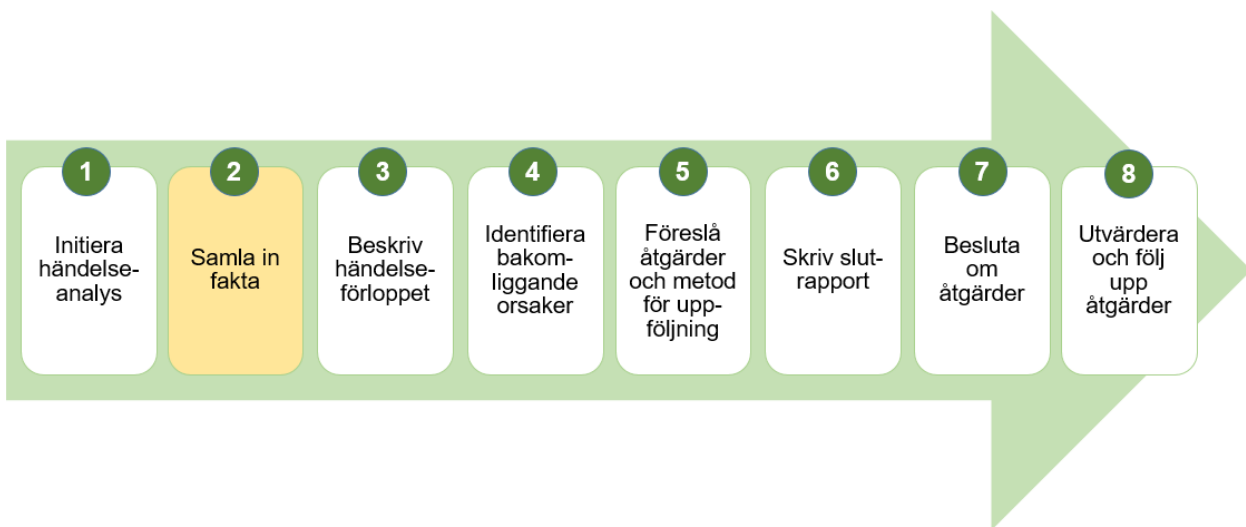 1
Initiera
händelse-
analys
2
Samla in
fakta
3
Beskriv
händelse-
förloppet
4
Identifiera
bakom-
liggande
orsaker
5
Föreslå
åtgärder
och metod
för upp-
följning
6
Skriv slut-
rapport
7
Besluta
om
åtgärder
8
Utvärdera
och följ
upp
åtgärder